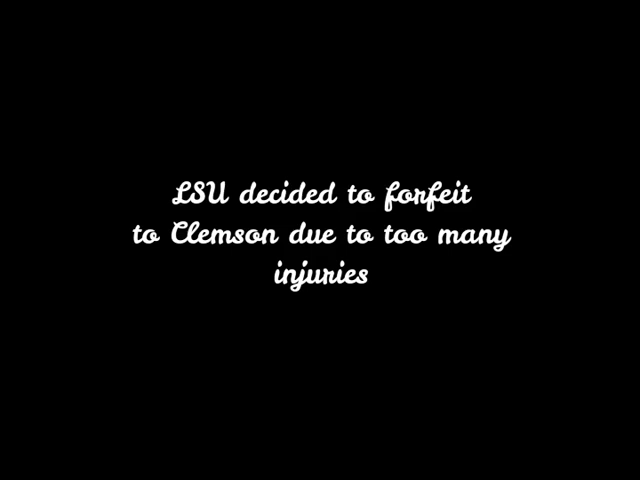 LSU decided to forfeit
to Clemson due to too many
injuries